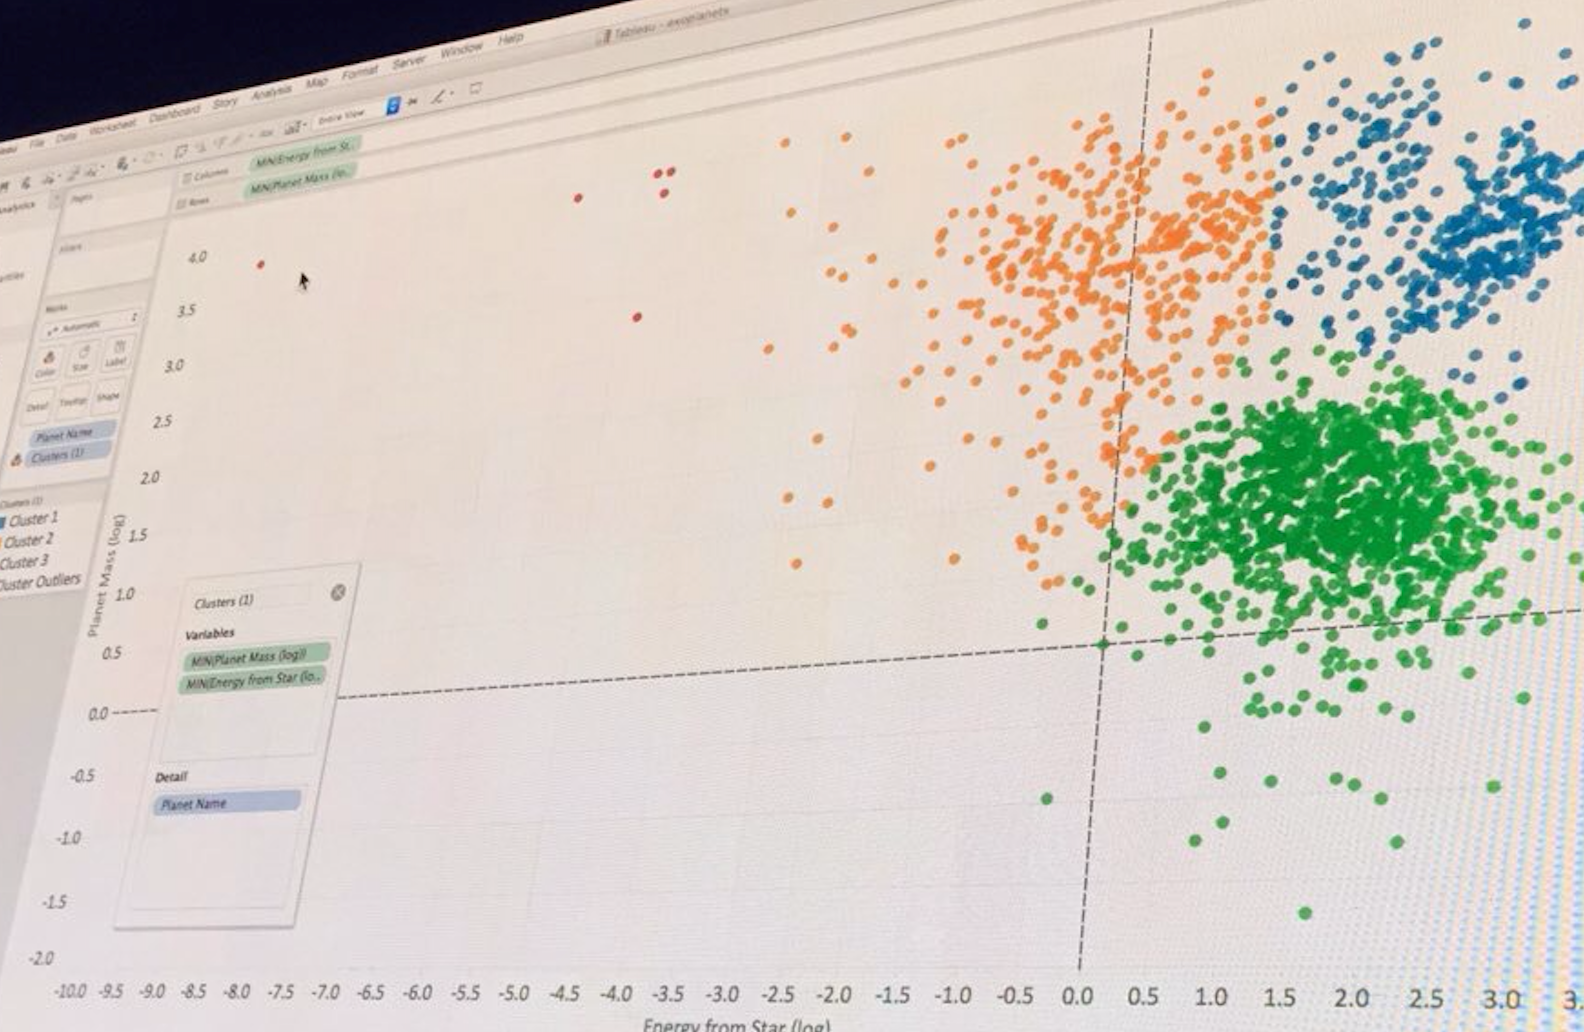 Tableau - exoplanets
File Data Worksheet Dashboard Story Analysis Map Format Server Window Help
Entire View
Columns MIN(Energy from St..
Rows MIN(Planet Mass (lo..
Pages
Filters
Marks
Automatic
Color Size Label
Detail Tooltip Shape
Planet Name
Clusters (1)
Clusters (1)
Cluster 1
Cluster 2
Cluster 3
Planet Mass (log)
4.0
3.5
3.0
2.5
2.0
1.5
1.0
0.5
0.0
-0.5
-1.0
-1.5
-2.0
Clusters (1)
Variables
MIN(Planet Mass (log))
MIN(Energy from Star (lo..
Detail
Planet Name
-10.0 -9.5 -9.0 -8.5 -8.0 -7.5 -7.0 -6.5 -6.0 -5.5 -5.0 -4.5 -4.0 -3.5 -3.0 -2.5 -2.0 -1.5 -1.0 -0.5 0.0 0.5 1.0 1.5 2.0 2.5 3.0
Energy from Star (log)